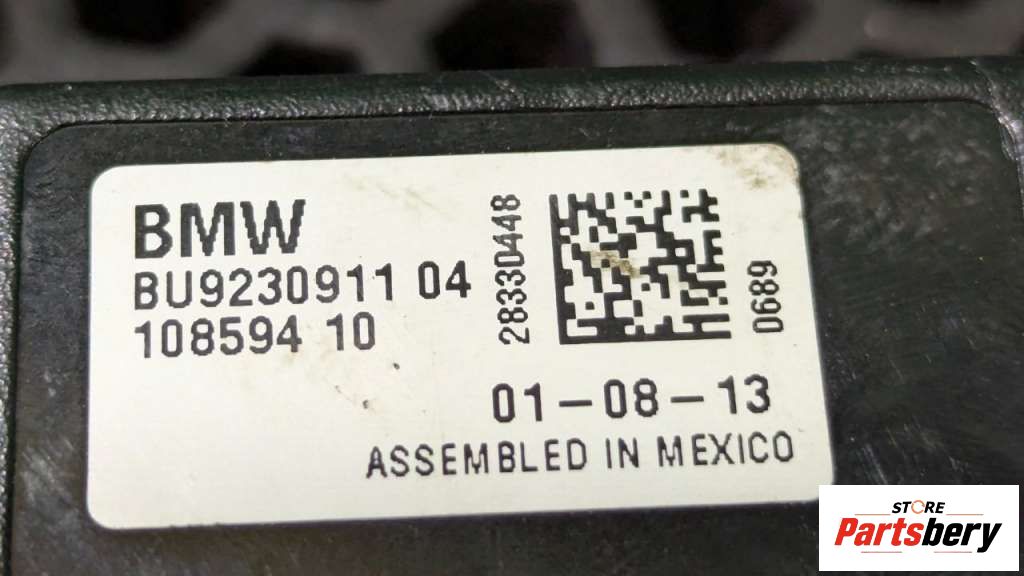 BMW
BU9230911 04
108594 10
28330448
0689
01-08-13
ASSEMBLED IN MEXICO
STORE
Partsbery